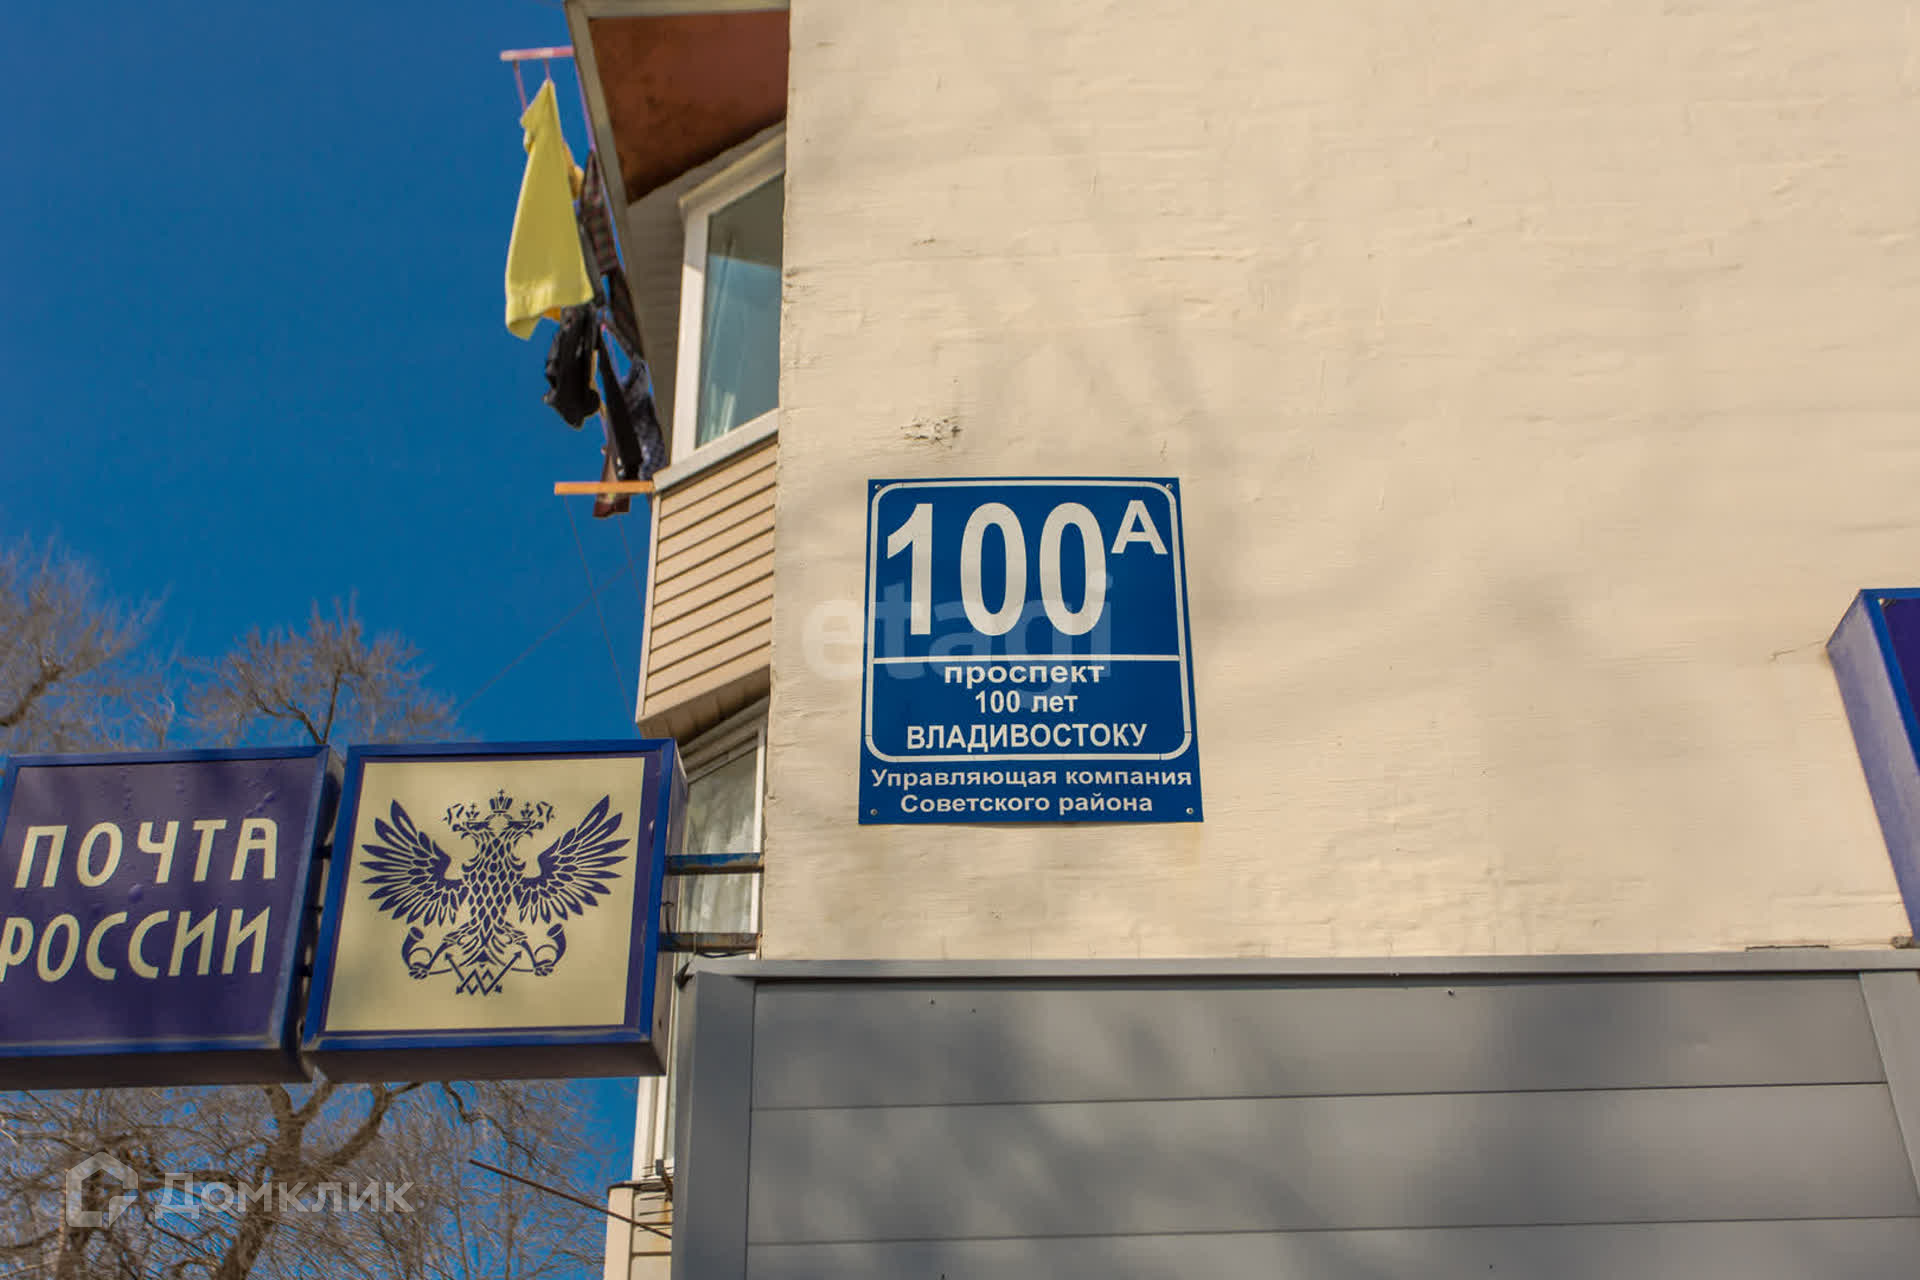 100А
проспект
100 лет
ВЛАДИВОСТОКУ
Управляющая компания
Советского района
ПОЧТА
РОССИИ
etagi
Домклик